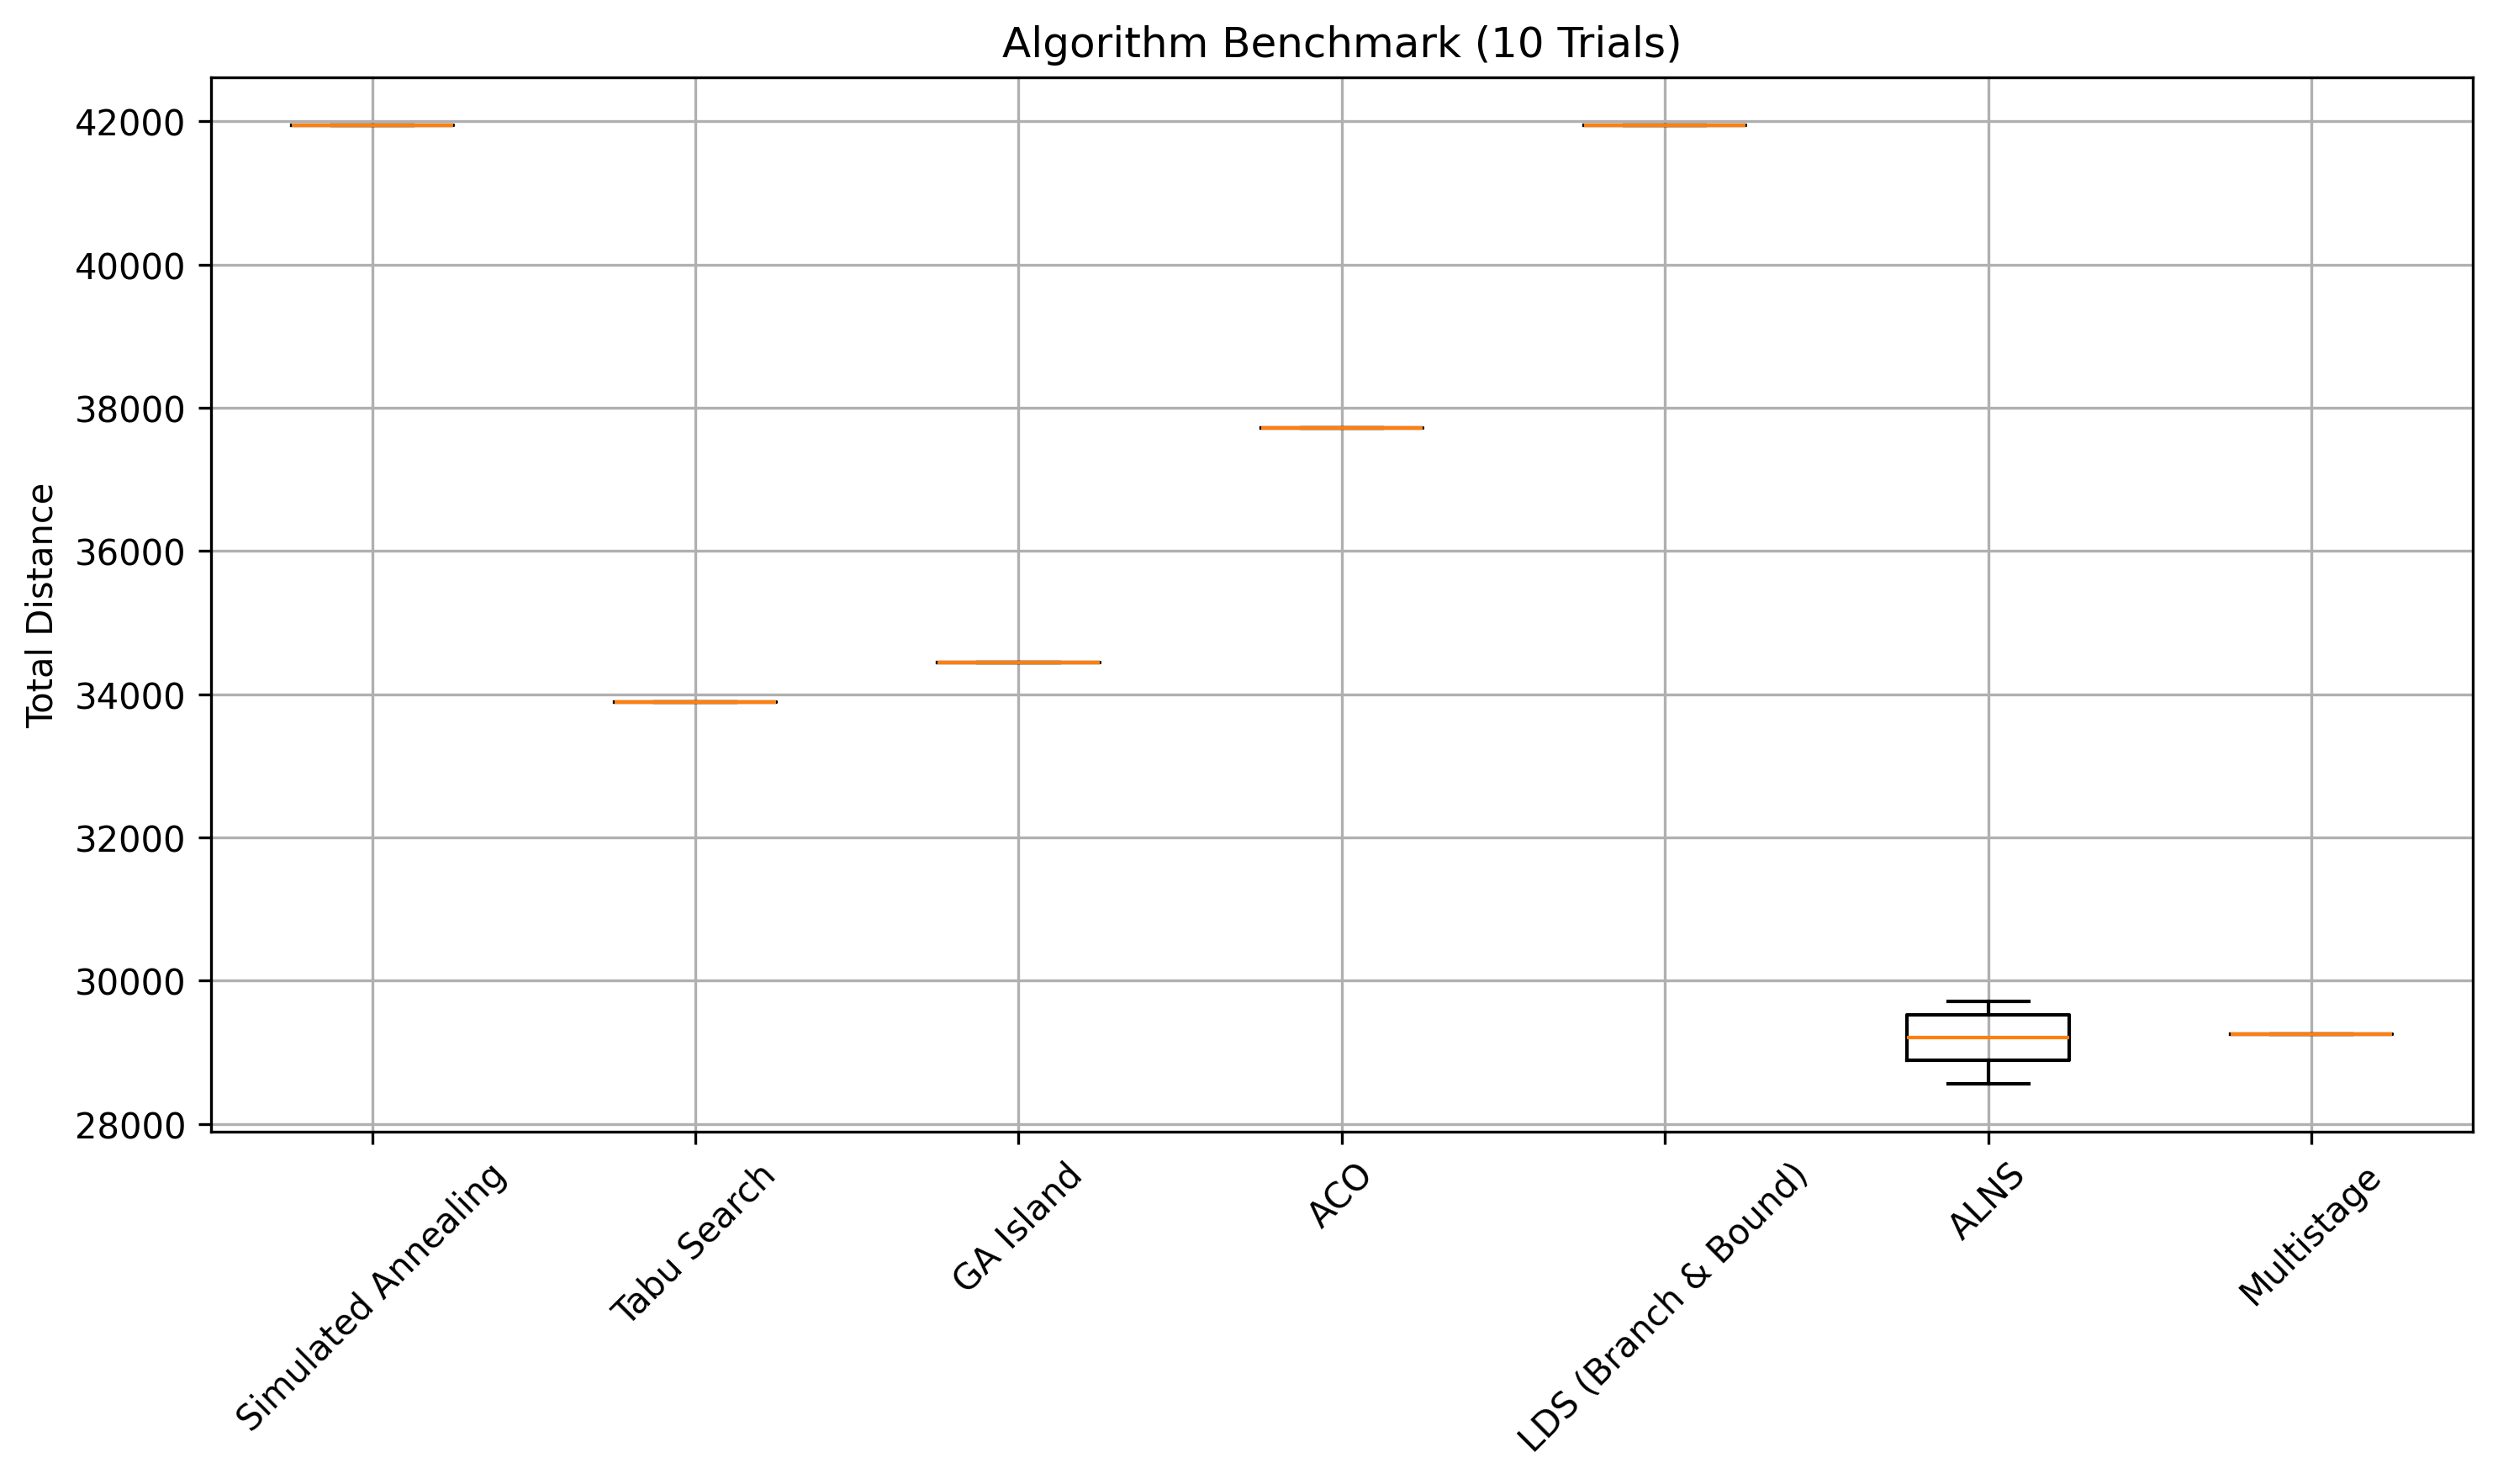 Algorithm Benchmark (10 Trials)
Total Distance
42000
40000
38000
36000
34000
32000
30000
28000
Simulated Annealing
Tabu Search
GA Island
ACO
LDS (Branch & Bound)
ALNS
Multistage